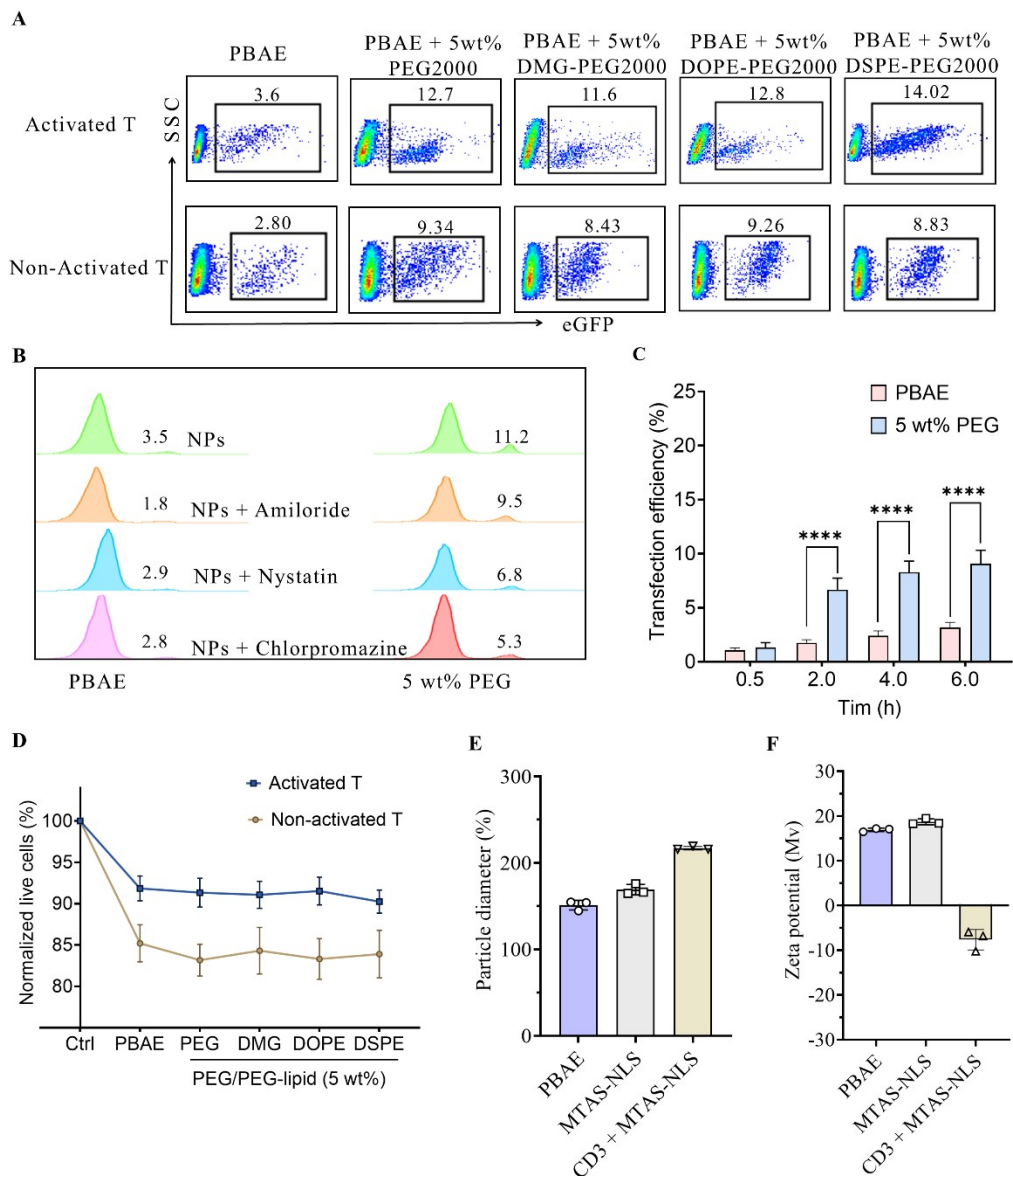 A
PBAE
PBAE + 5wt%
PEG2000
PBAE + 5wt%
DMG-PEG2000
PBAE + 5wt%
DOPE-PEG2000
PBAE + 5wt%
DSPE-PEG2000
SSC
Activated T
3.6
12.7
11.6
12.8
14.02
Non-Activated T
2.80
9.34
8.43
9.26
8.83
eGFP
B
3.5 NPs 11.2
1.8 NPs + Amiloride 9.5
2.9 NPs + Nystatin 6.8
2.8 NPs + Chlorpromazine 5.3
PBAE 5 wt% PEG
C
Transfection efficiency (%)
25
20
15
10
5
0
PBAE
5 wt% PEG
****
****
****
0.5 2.0 4.0 6.0
Tim (h)
D
Normalized live cells (%)
100
95
90
85
80
Activated T
Non-activated T
Ctrl PBAE PEG DMG DOPE DSPE
PEG/PEG-lipid (5 wt%)
E
Particle diameter (%)
300
200
100
0
PBAE
MTAS-NLS
CD3 + MTAS-NLS
F
Zeta potential (Mv)
30
20
10
0
-10
-20
-30
PBAE
MTAS-NLS
CD3 + MTAS-NLS